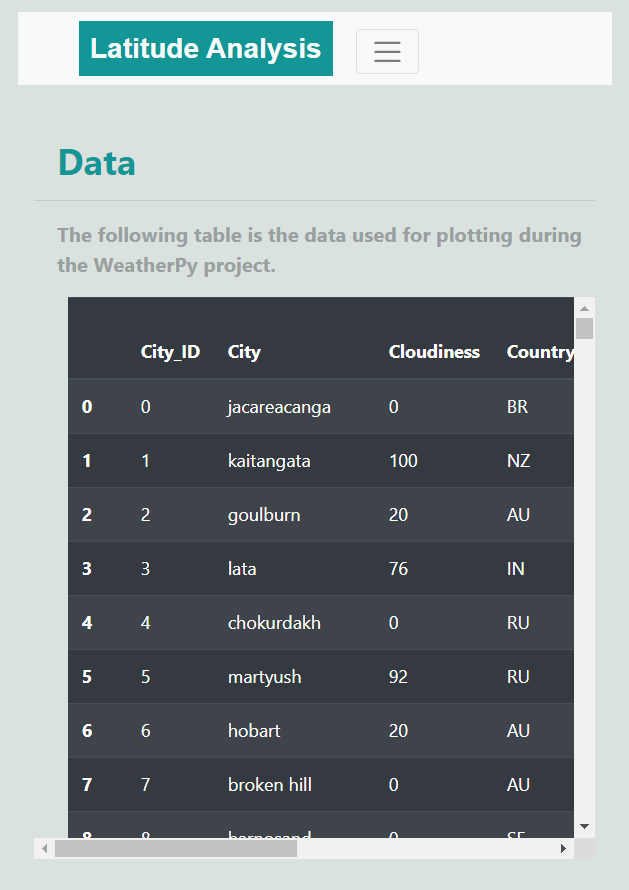 Latitude Analysis
Data
The following table is the data used for plotting during
the WeatherPy project.
City_ID City Cloudiness Country
0 0 jacareacanga 0 BR
1 1 kaitangata 100 NZ
2 2 goulburn 20 AU
3 3 lata 76 IN
4 4 chokurdakh 0 RU
5 5 martyush 92 RU
6 6 hobart 20 AU
7 7 broken hill 0 AU
8 8 harnosand 0 SE